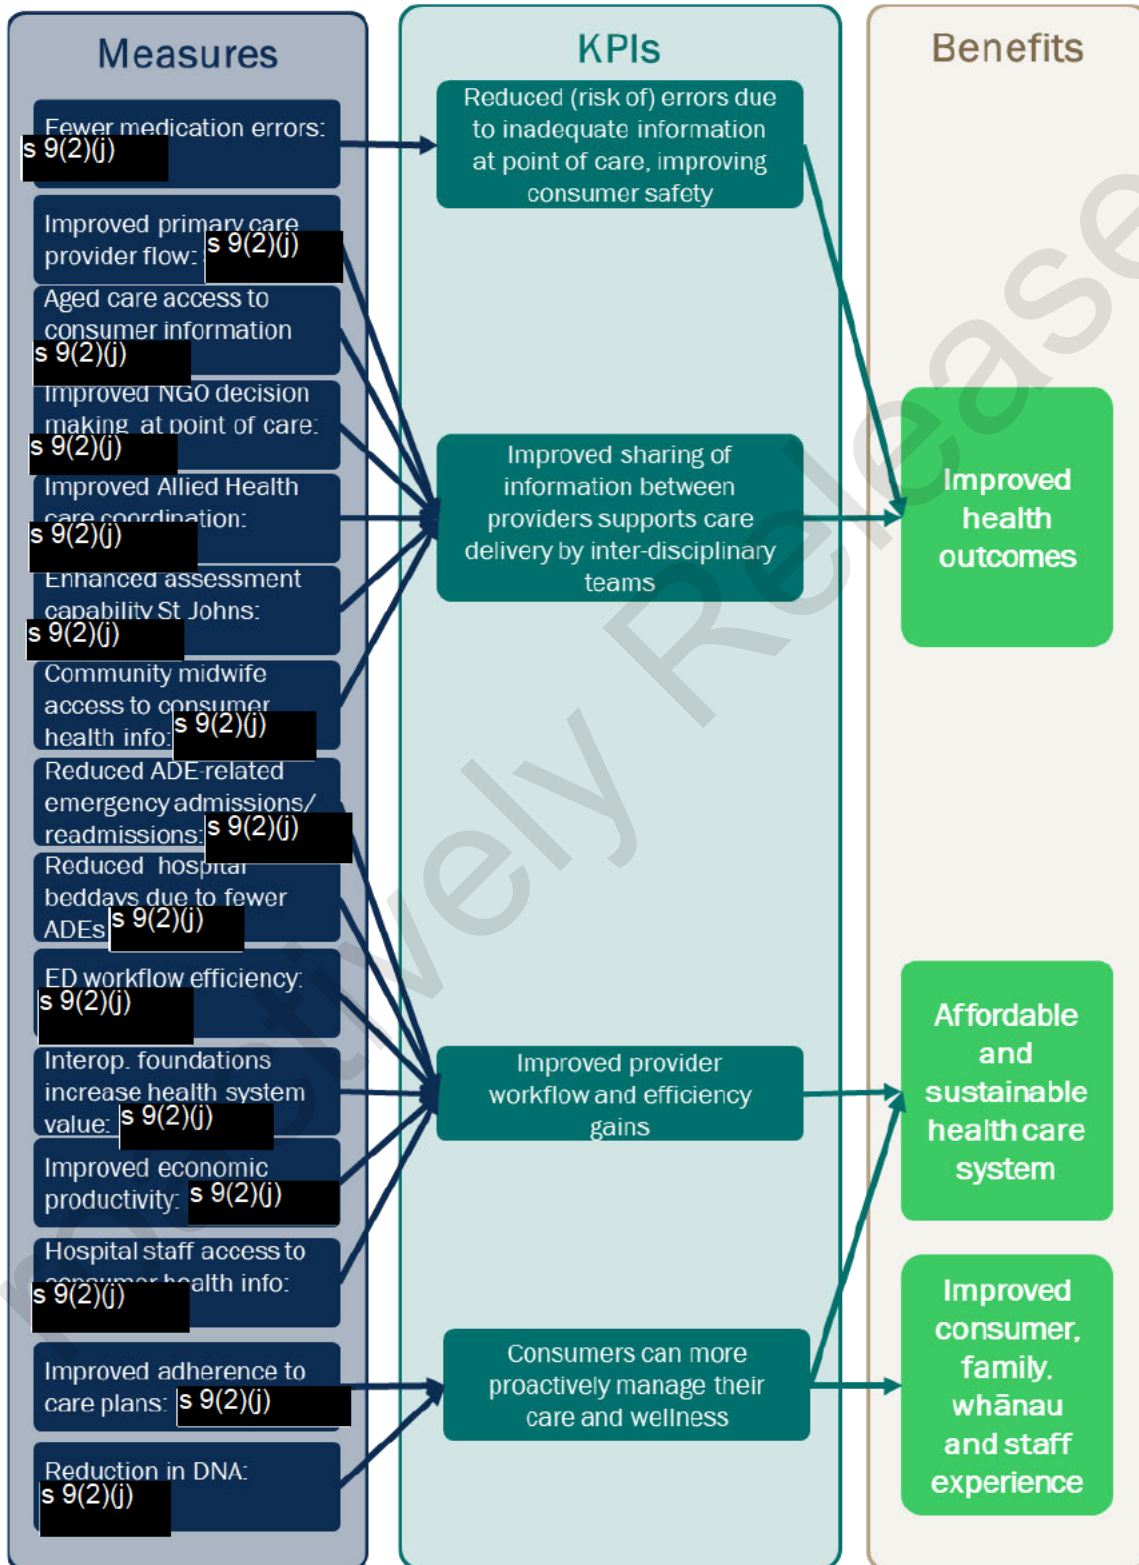 Measures
Fewer medication errors:
s 9(2)(j)
Improved primary care
provider flow:
s 9(2)(j)
Aged care access to
consumer information
s 9(2)(j)
Improved NGO decision
making at point of care:
s 9(2)(j)
Improved Allied Health
care coordination:
s 9(2)(j)
Enhanced assessment
capability St Johns:
s 9(2)(j)
Community midwife
access to consumer
health info: s 9(2)(j)
Reduced ADE-related
emergency admissions/
readmissions: s 9(2)(j)
Reduced hospital
beddays due to fewer
ADEs s 9(2)(j)
ED workflow efficiency:
s 9(2)(j)
Interop. foundations
increase health system
value: s 9(2)(j)
Improved economic
productivity: s 9(2)(j)
Hospital staff access to
consumer health info:
s 9(2)(j)
Improved adherence to
care plans: s 9(2)(j)
Reduction in DNA:
s 9(2)(j)
KPIs
Reduced (risk of) errors due
to inadequate information
at point of care, improving
consumer safety
Improved sharing of
information between
providers supports care
delivery by inter-disciplinary
teams
Improved provider
workflow and efficiency
gains
Consumers can more
proactively manage their
care and wellness
Benefits
Improved
health
outcomes
Affordable
and
sustainable
health care
system
Improved
consumer,
family.
whānau
and staff
experience